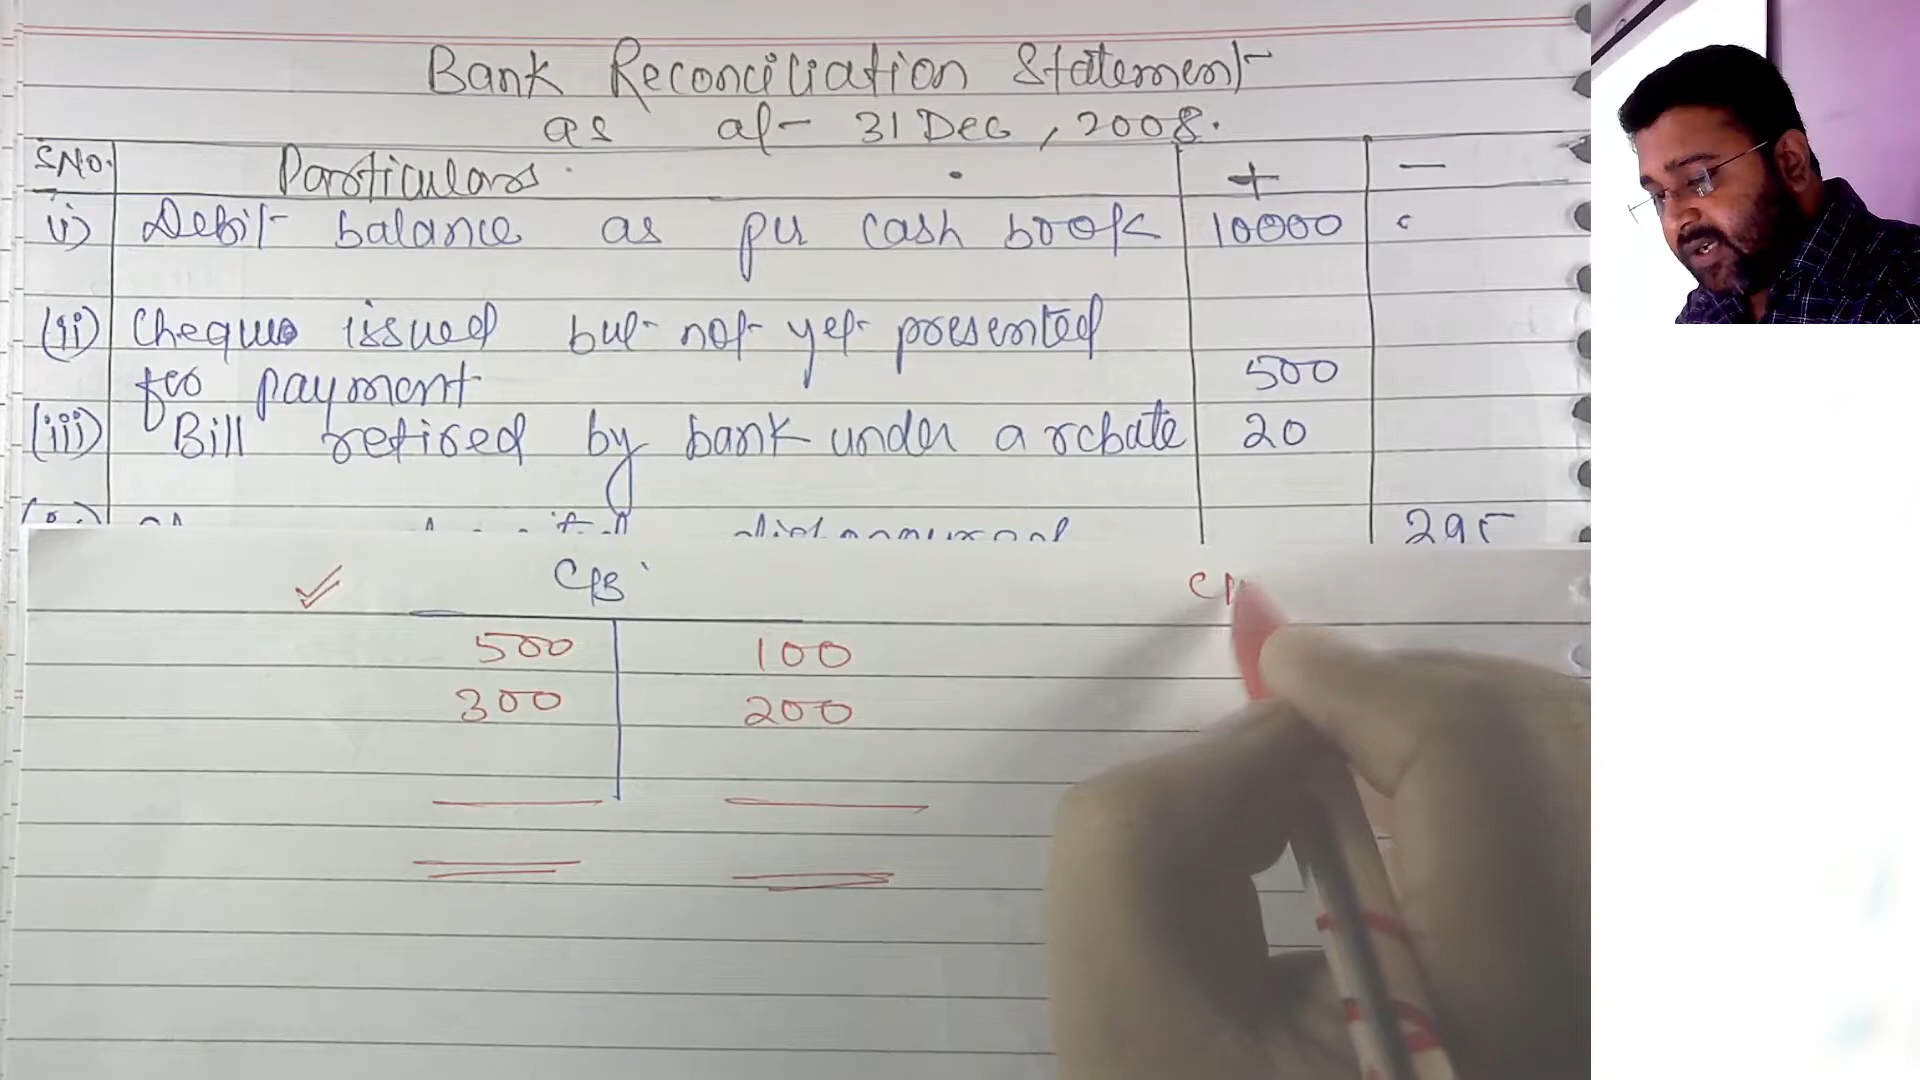 Bank Reconciliation Statement
as at 31 Dec, 2008.
S.No. Particulars + -
(i) Debit balance as per cash book 10000
(ii) Cheque issued but not yet presented
for payment 500
(iii) Bill retired by bank under a rebate 20
295
C/B
500 100
300 200